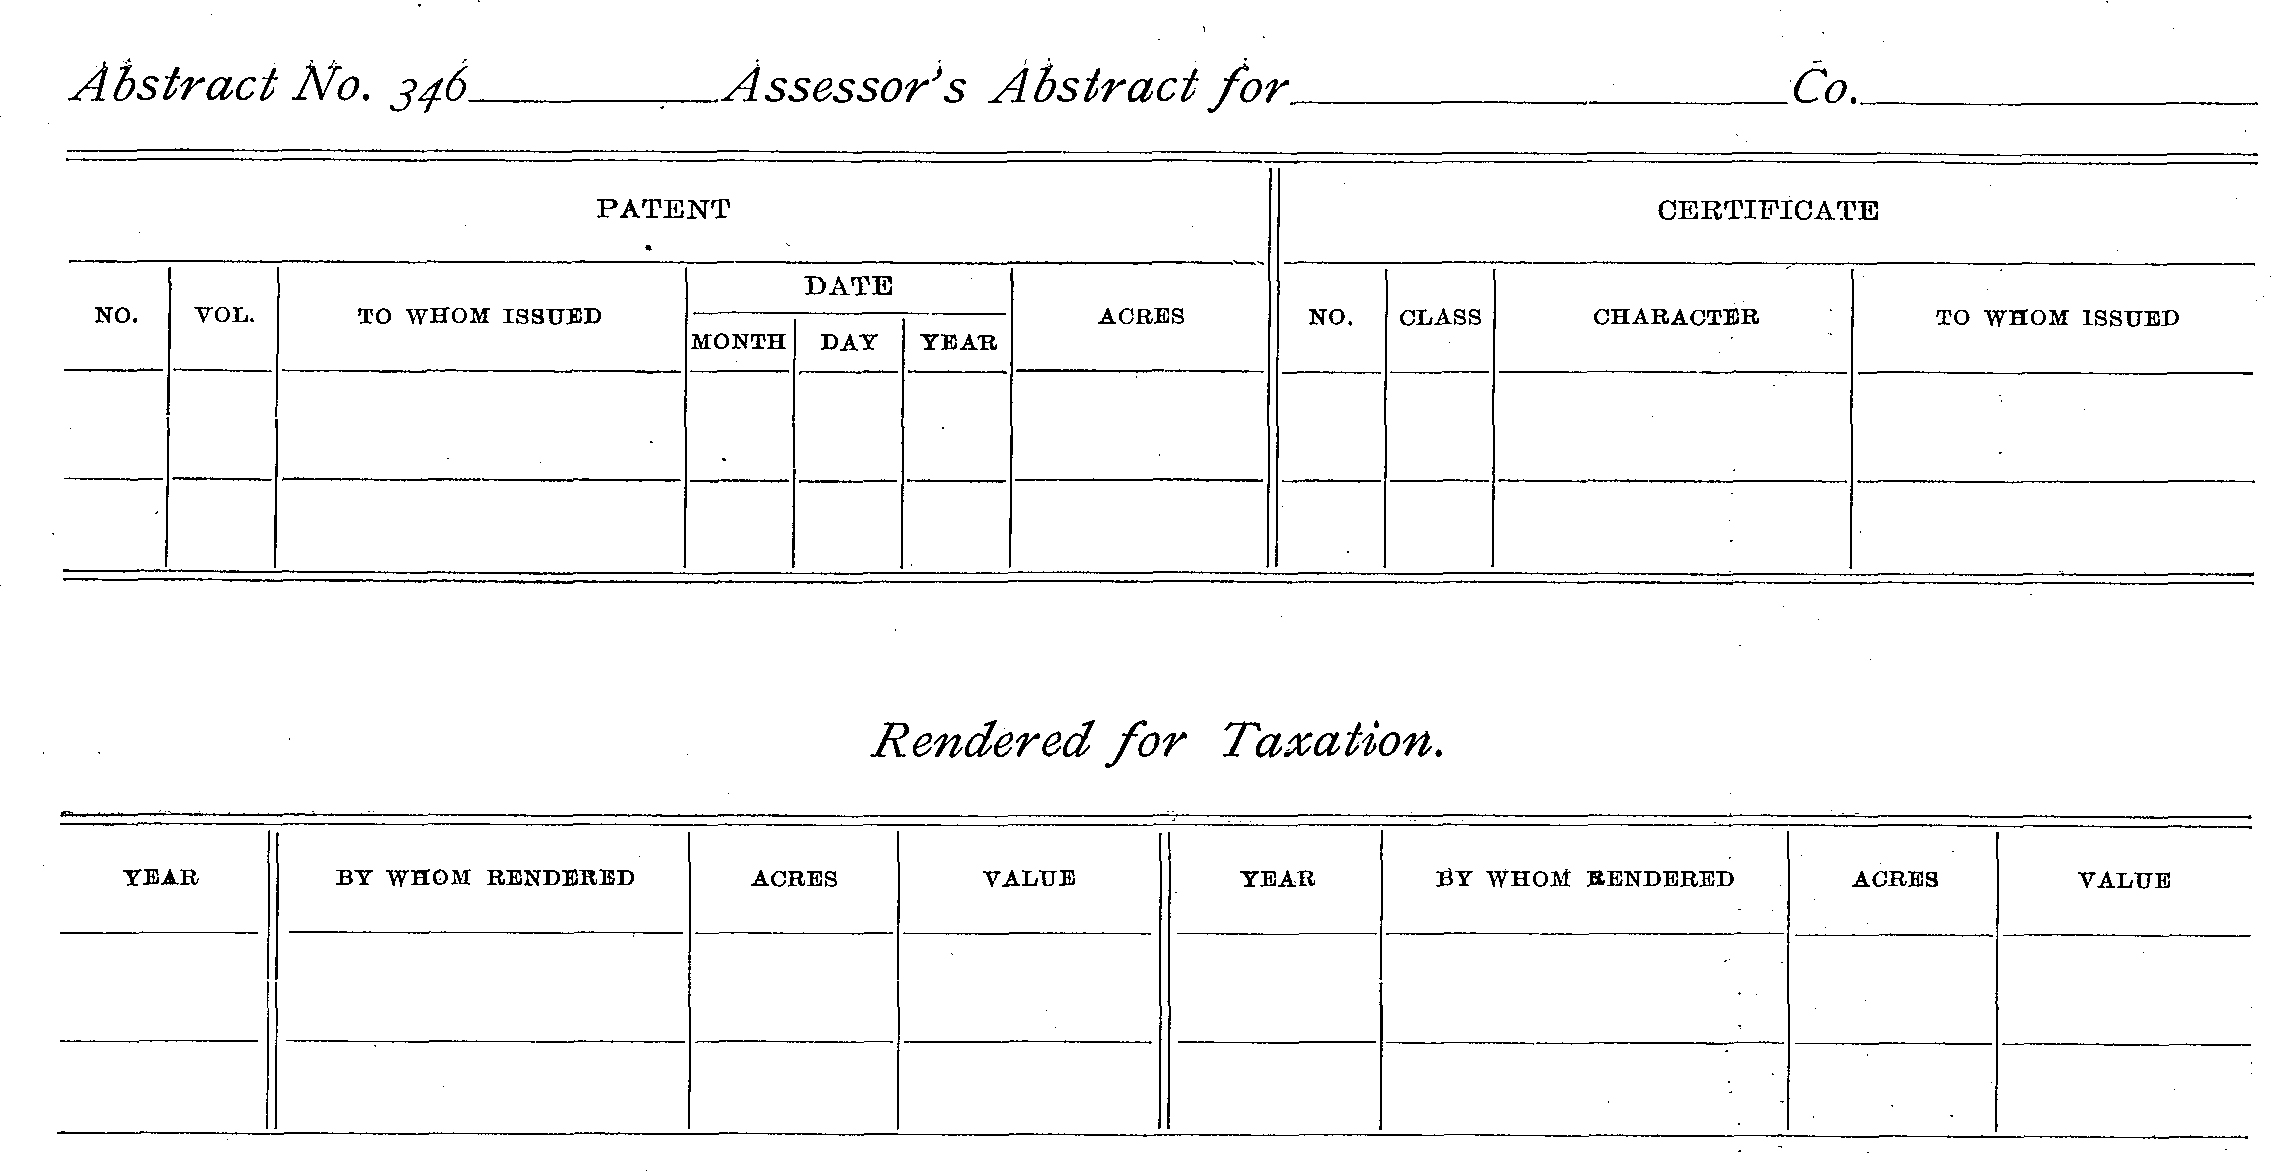 Abstract No. 346 Assessor's Abstract for Co.
PATENT CERTIFICATE
DATE
NO. VOL. TO WHOM ISSUED ACRES NO. CLASS CHARACTER TO WHOM ISSUED
MONTH DAY YEAR
Rendered for Taxation.
YEAR BY WHOM RENDERED ACRES VALUE YEAR BY WHOM RENDERED ACRES VALUE